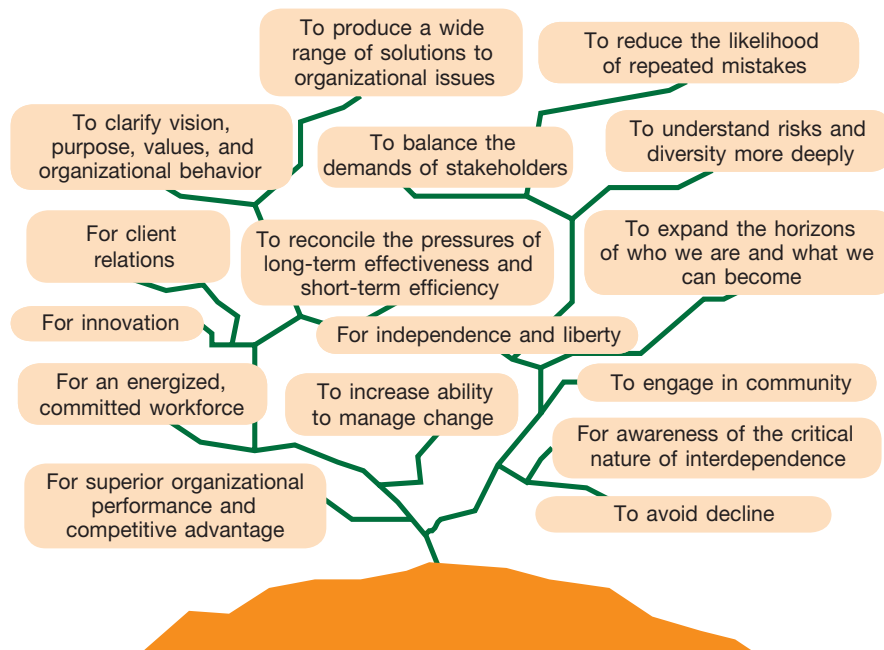 To produce a wide
range of solutions to
organizational issues
To reduce the likelihood
of repeated mistakes
To clarify vision,
purpose, values, and
organizational behavior
To balance the
demands of stakeholders
To understand risks and
diversity more deeply
For client
relations
To reconcile the pressures of
long-term effectiveness and
short-term efficiency
To expand the horizons
of who we are and what we
can become
For innovation
For independence and liberty
For an energized,
committed workforce
To increase ability
to manage change
To engage in community
For awareness of the critical
nature of interdependence
For superior organizational
performance and
competitive advantage
To avoid decline